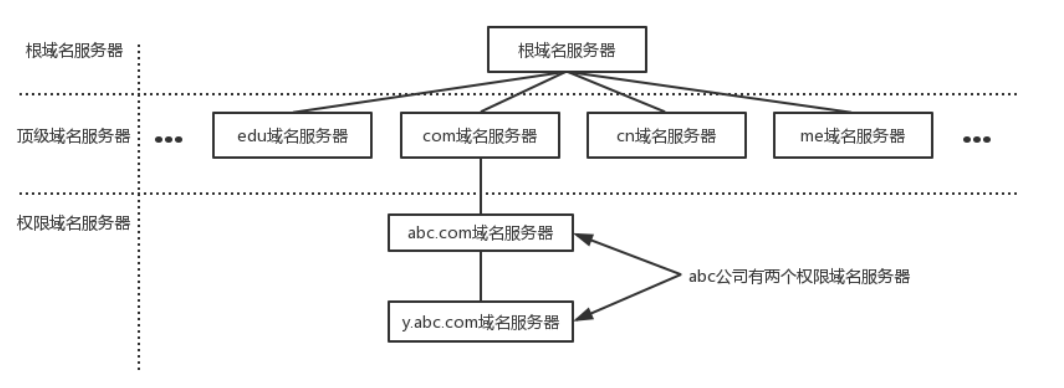 根域名服务器
根域名服务器
顶级域名服务器
•••
edu域名服务器
com域名服务器
cn域名服务器
me域名服务器
•••
权限域名服务器
abc.com域名服务器
abc公司有两个权限域名服务器
y.abc.com域名服务器